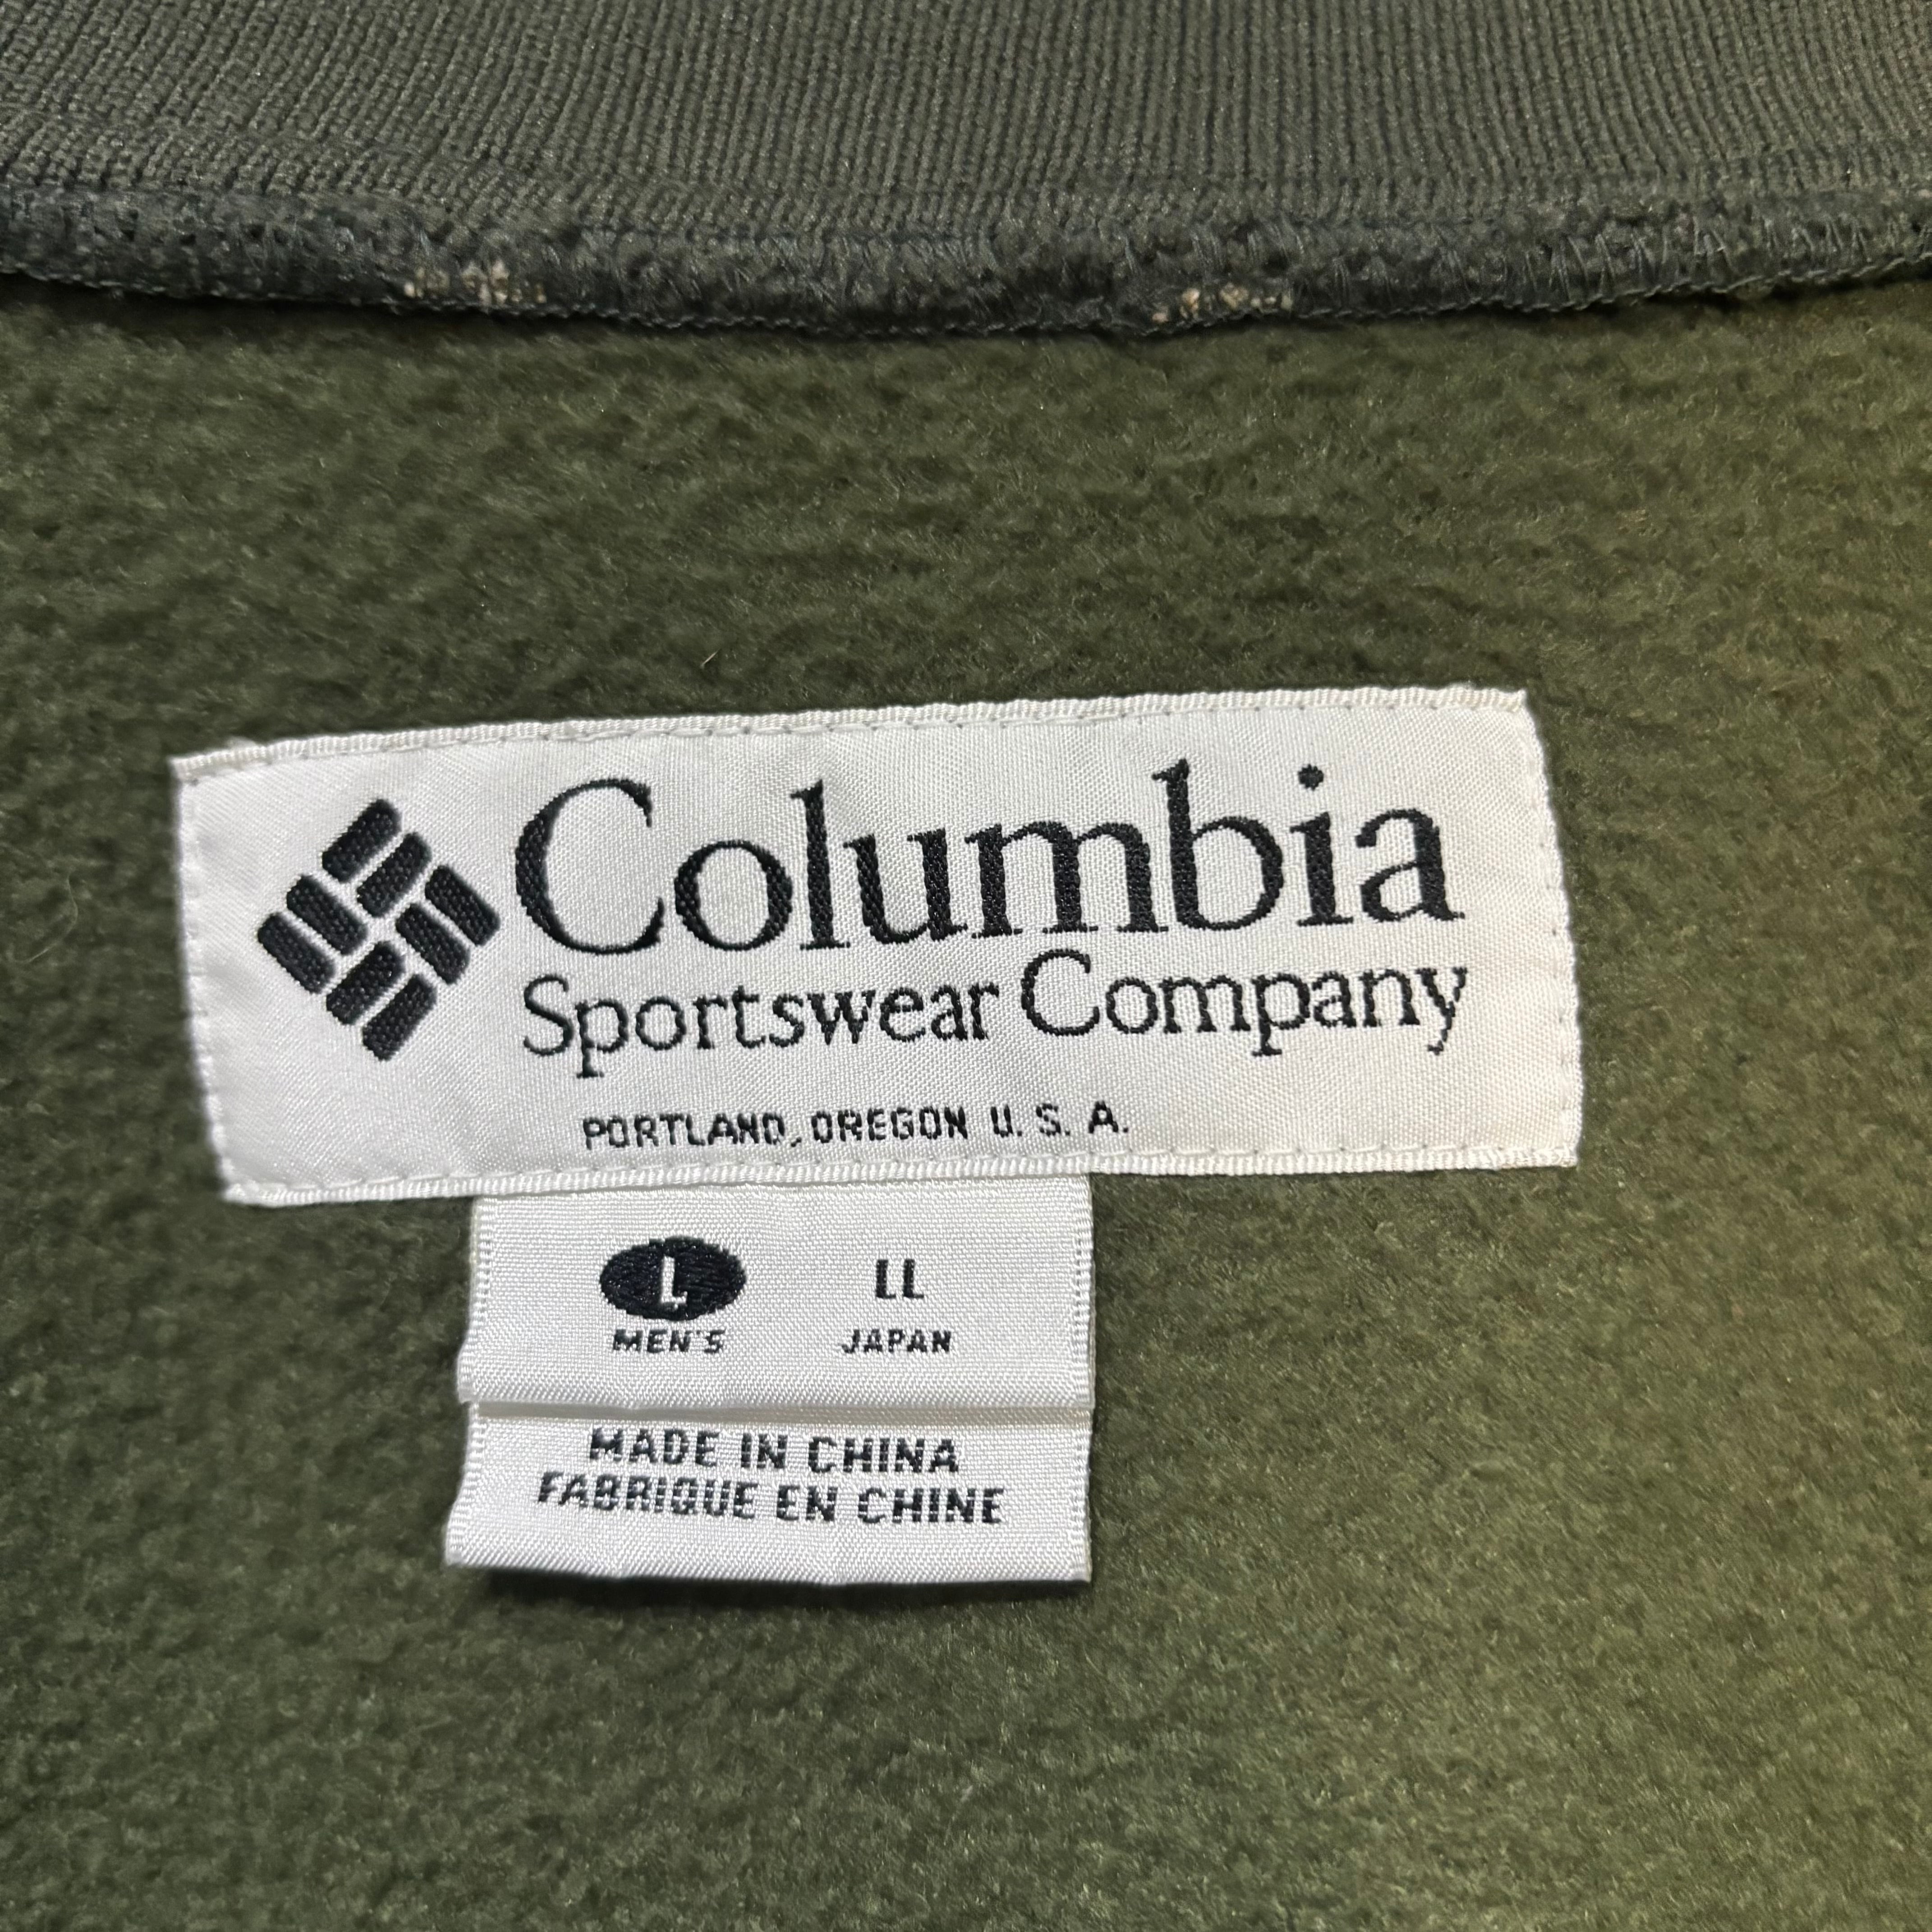 Columbia
Sportswear Company
PORTLAND, OREGON U. S. A.
L LL
MEN'S JAPAN
MADE IN CHINA
FABRIQUE EN CHINE